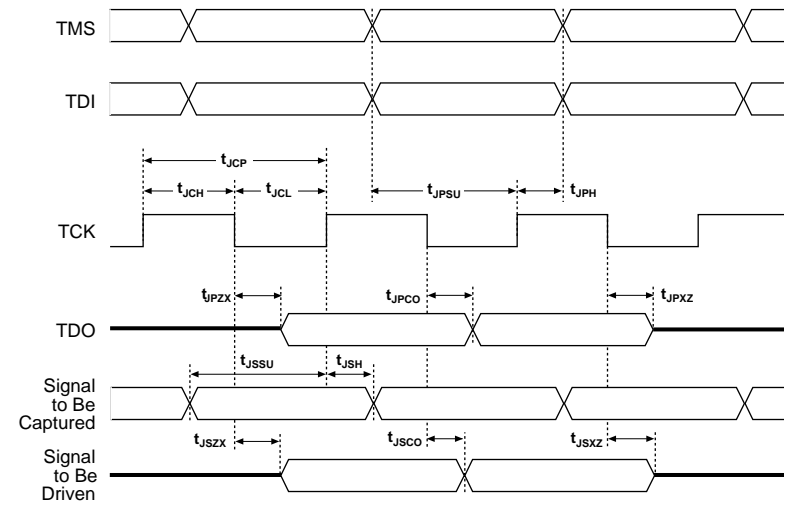 TMS
TDI
tJCP
tJCH
tJCL
tJPSU
tJPH
TCK
tJPZX
tJPCO
tJPXZ
TDO
tJSSU
tJSH
Signal
to Be
Captured
tJSZX
tJSCO
tJSXZ
Signal
to Be
Driven